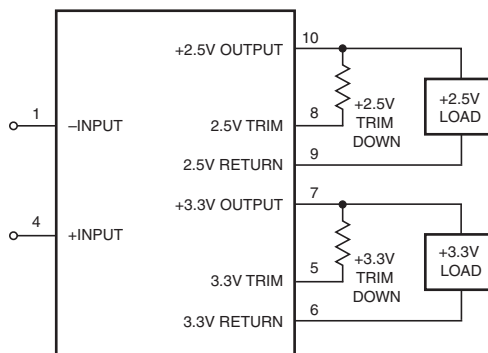 10
+2.5V OUTPUT
+2.5V
LOAD
+2.5V
TRIM
DOWN
1
–INPUT
8
2.5V TRIM
9
2.5V RETURN
7
+3.3V OUTPUT
4
+INPUT
+3.3V
LOAD
+3.3V
TRIM
DOWN
5
3.3V TRIM
6
3.3V RETURN